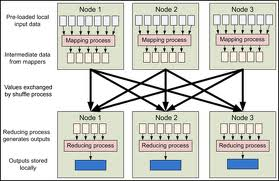 Node 1
Node 2
Node 3
Pre-loaded local
input data
Mapping process
Mapping process
Mapping process
Intermediate data
from mappers
Values exchanged
by shuffle process
Node 1
Node 2
Node 3
Reducing process
generates outputs
Reducing process
Reducing process
Reducing process
Outputs stored
locally